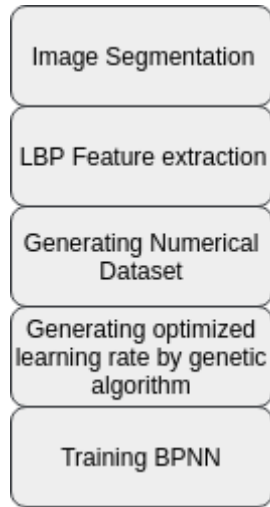 Image Segmentation
LBP Feature extraction
Generating Numerical
Dataset
Generating optimized
learning rate by genetic
algorithm
Training BPNN